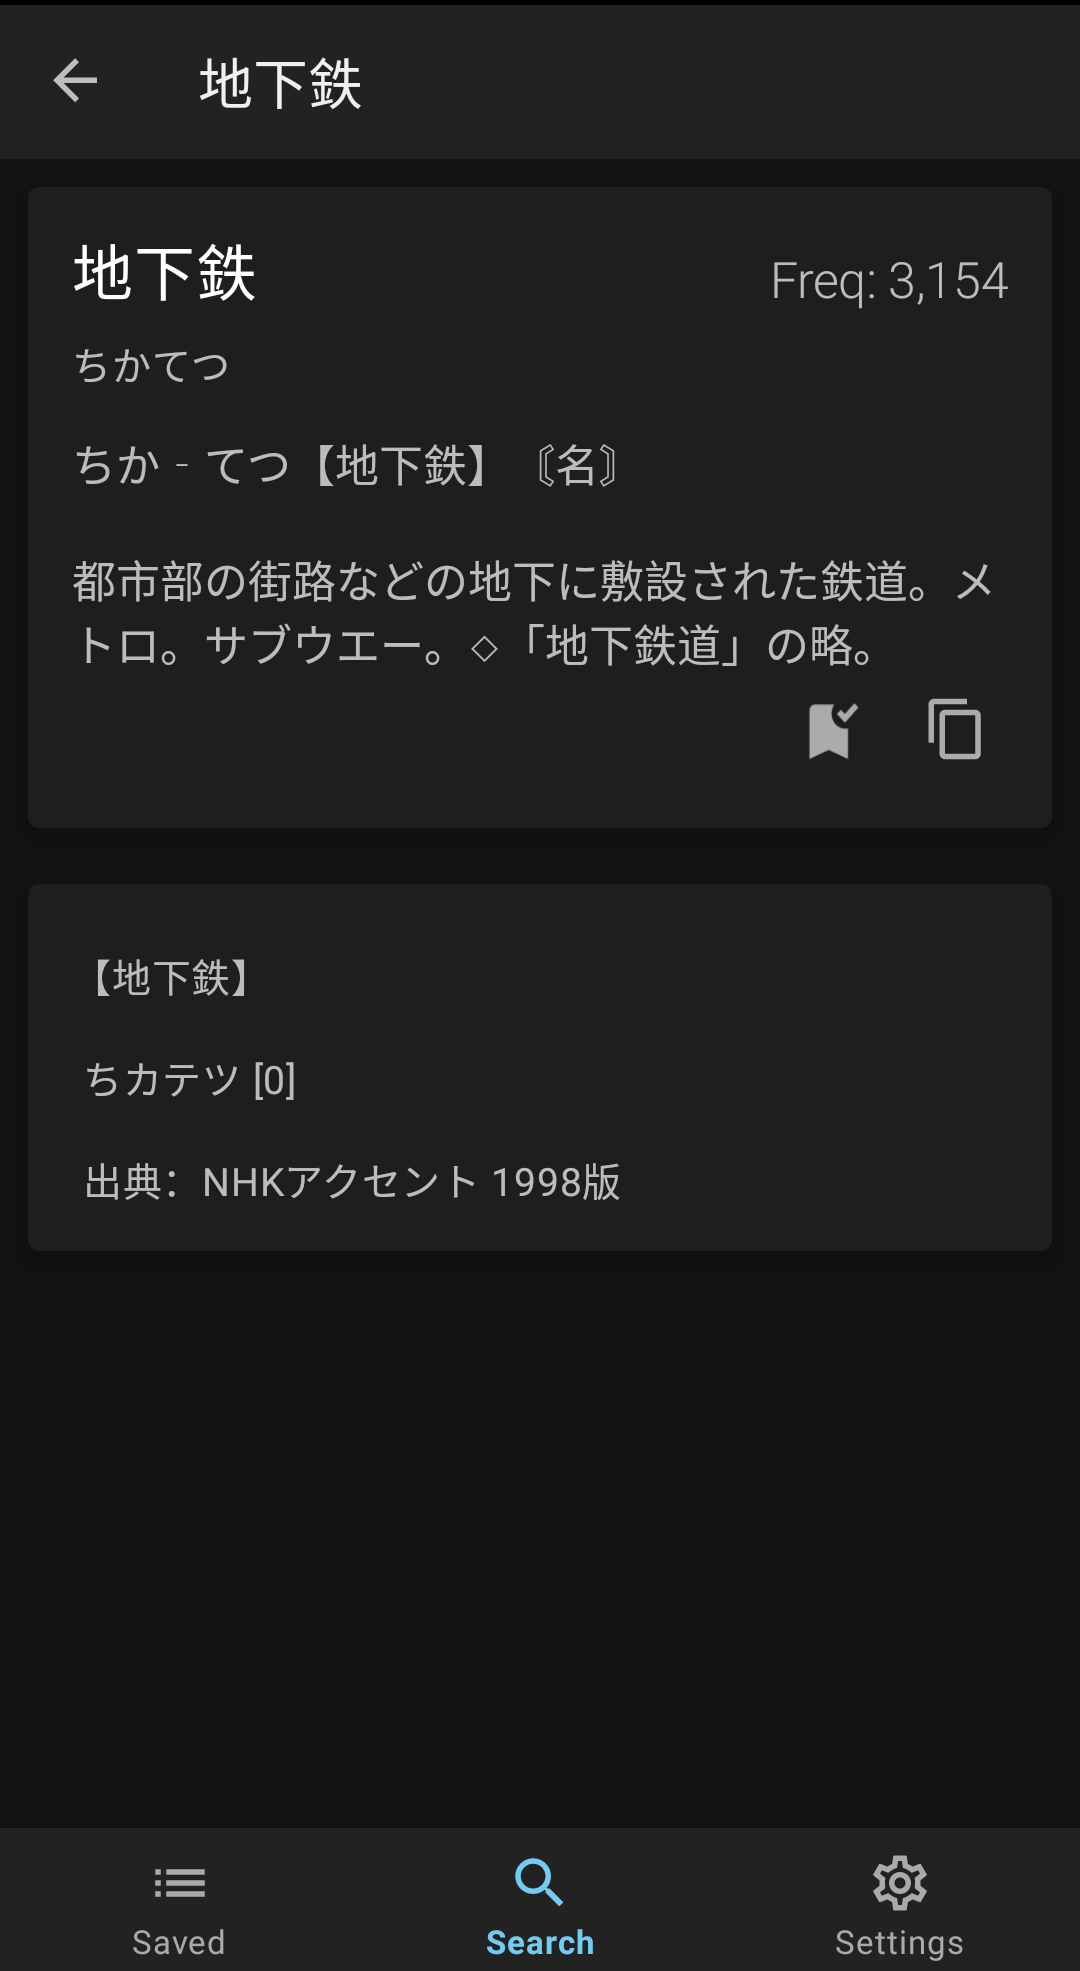 地下鉄
地下鉄
Freq: 3,154
ちかてつ
ちか‐てつ【地下鉄】〘名〙
都市部の街路などの地下に敷設された鉄道。メ
トロ。サブウエー。◇「地下鉄道」の略。
【地下鉄】
ちカテツ [0]
出典：NHKアクセント 1998版
Saved
Search
Settings